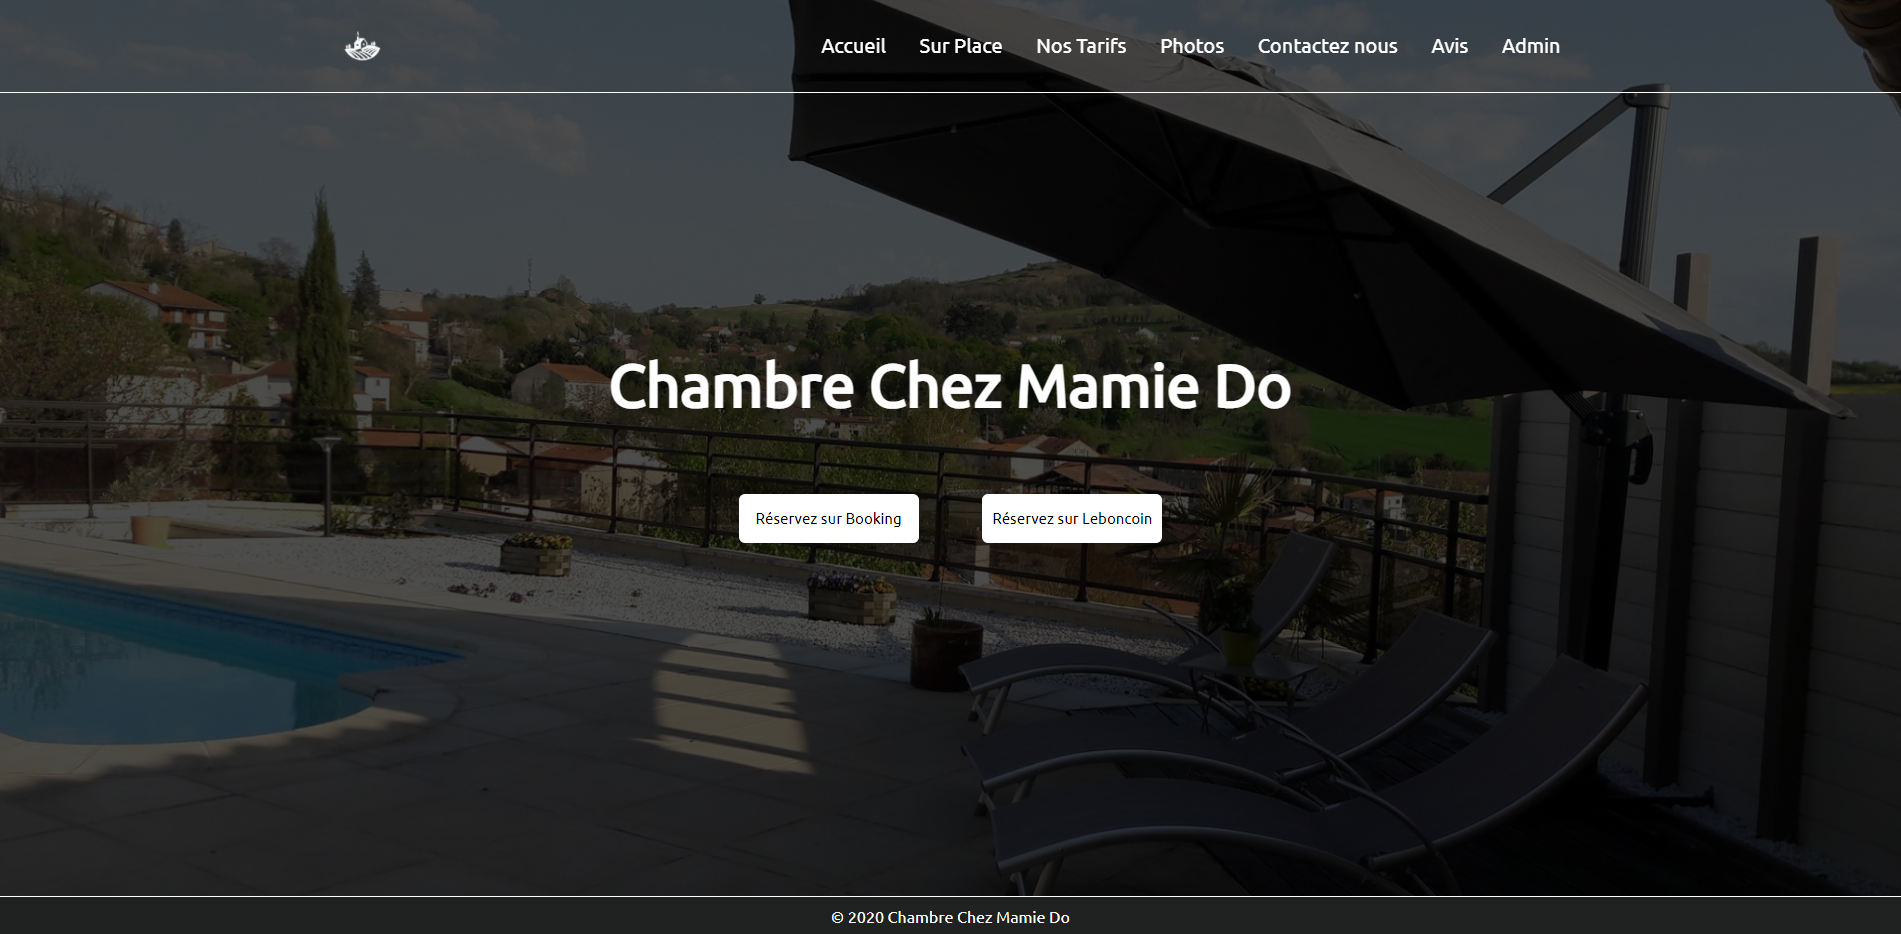 Accueil Sur Place Nos Tarifs Photos Contactez nous Avis Admin
Chambre Chez Mamie Do
Réservez sur Booking Réservez sur Leboncoin
© 2020 Chambre Chez Mamie Do